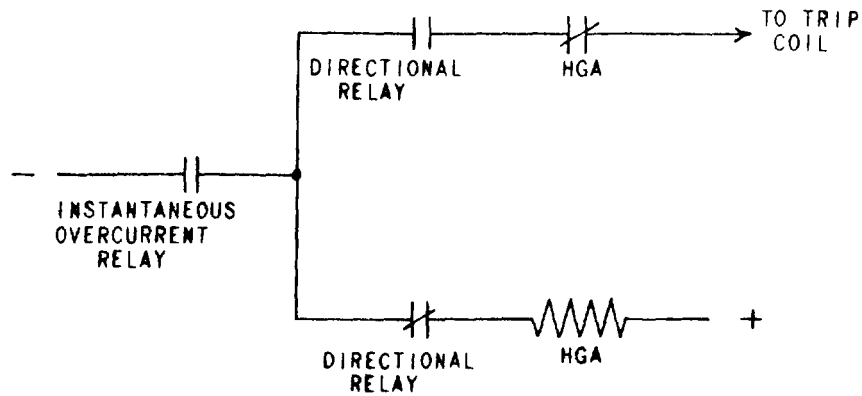 TO TRIP
COIL
DIRECTIONAL
RELAY
HGA
−
INSTANTANEOUS
OVERCURRENT
RELAY
DIRECTIONAL
RELAY
HGA
+